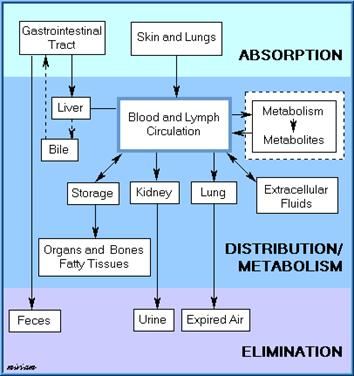 Gastrointestinal
Tract
Skin and Lungs
ABSORPTION
Liver
Blood and Lymph
Circulation
Metabolism
Metabolites
Bile
Storage
Kidney
Lung
Extracellular
Fluids
Organs and Bones
Fatty Tissues
DISTRIBUTION/
METABOLISM
Feces
Urine
Expired Air
ELIMINATION